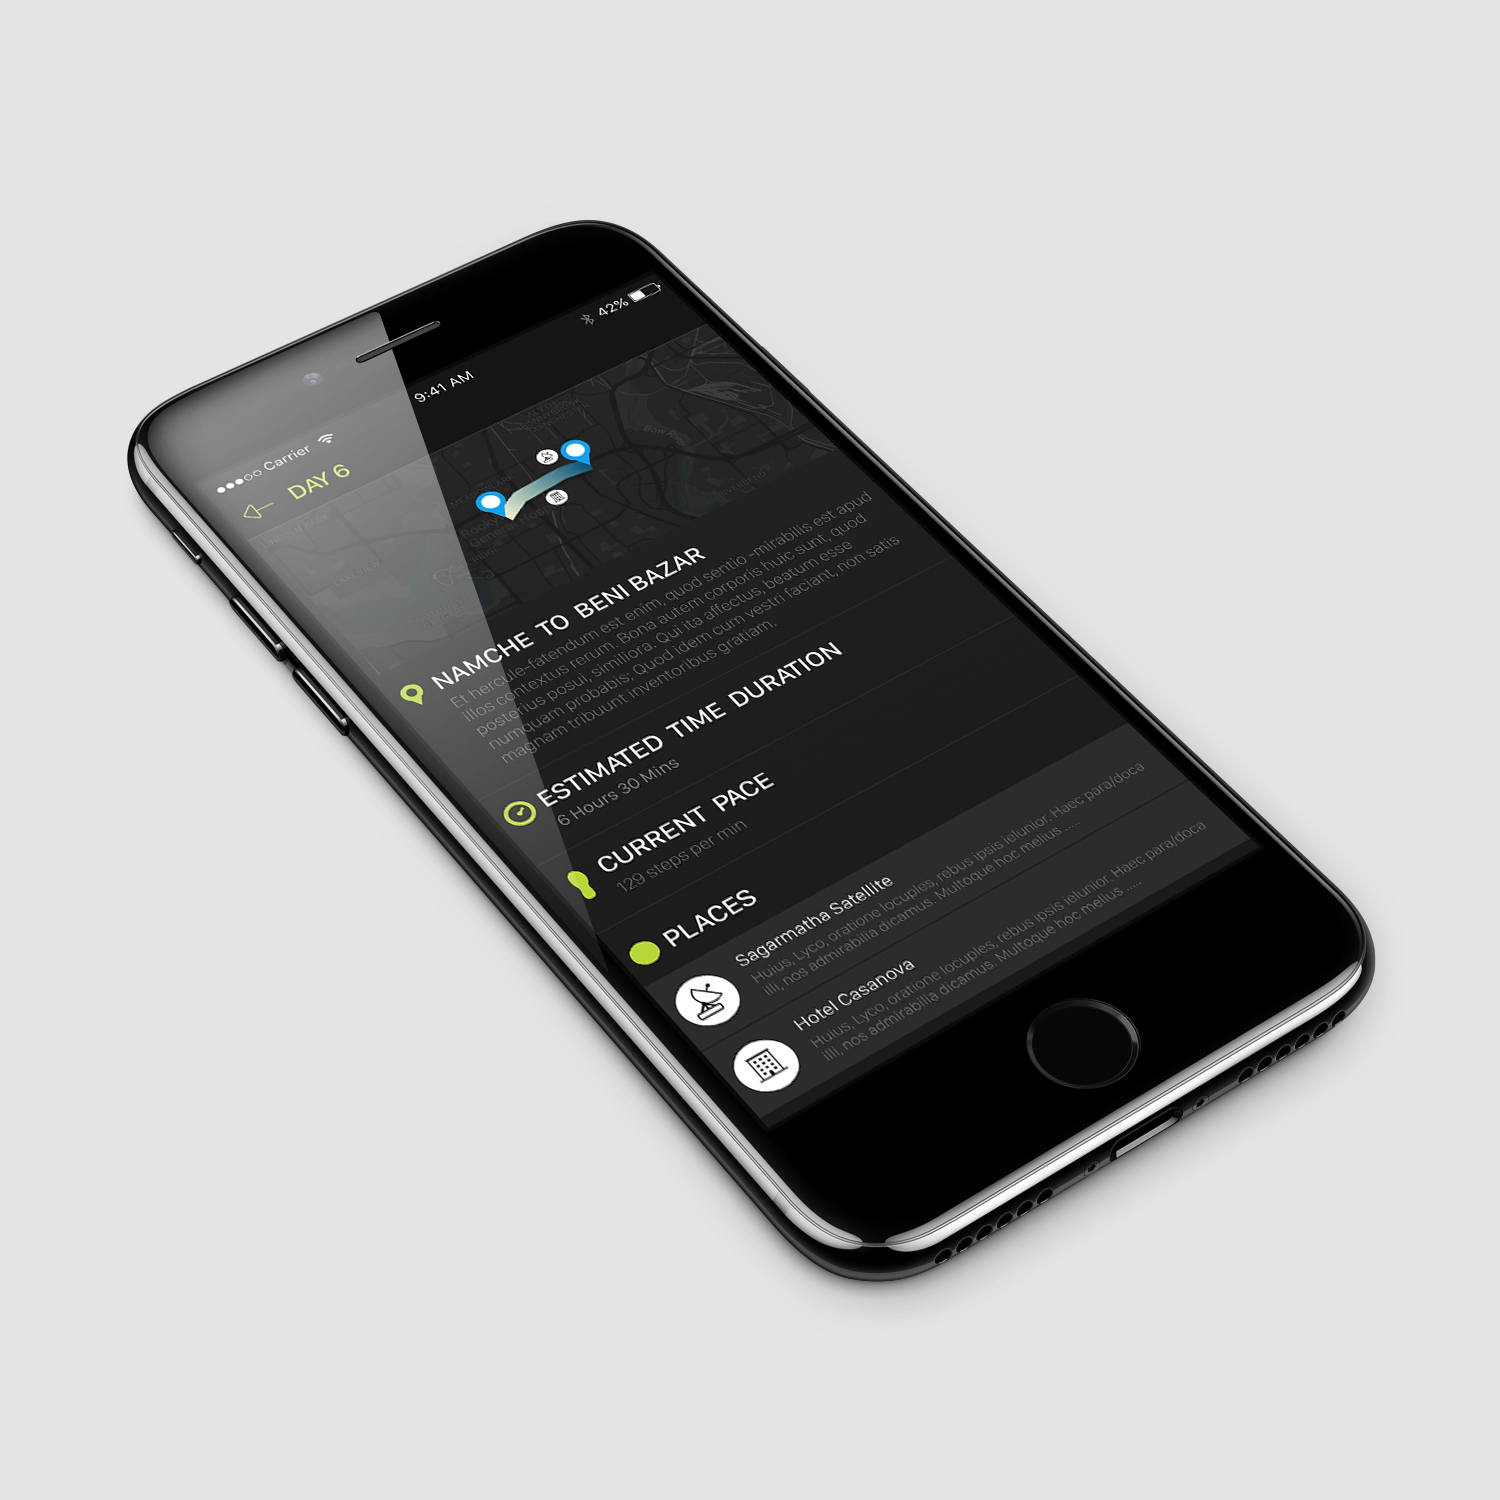 Carrier
9:41 AM
42%
DAY 6
NAMCHE TO BENI BAZAR
Et hercule-fatendum est enim, quod sentio -mirabilis est apud
illos contextus rerum. Bona autem corporis huic sunt, quod
posterius posui, similiora. Qui ita affectus, beatum esse
numquam probabis; Quod idem cum vestri faciant, non satis
magnam tribuunt inventoribus gratiam.
ESTIMATED TIME DURATION
6 Hours 30 Mins
CURRENT PACE
129 steps per min
PLACES
Sagarmatha Satellite
Huius, Lyco, oratione locuples, rebus ipsis ielunior. Haec para/doca
illi, nos admirabilia dicamus. Multoque hoc melius .....
Hotel Casanova
Huius, Lyco, oratione locuples, rebus ipsis ielunior. Haec para/doca
illi, nos admirabilia dicamus. Multoque hoc melius .....